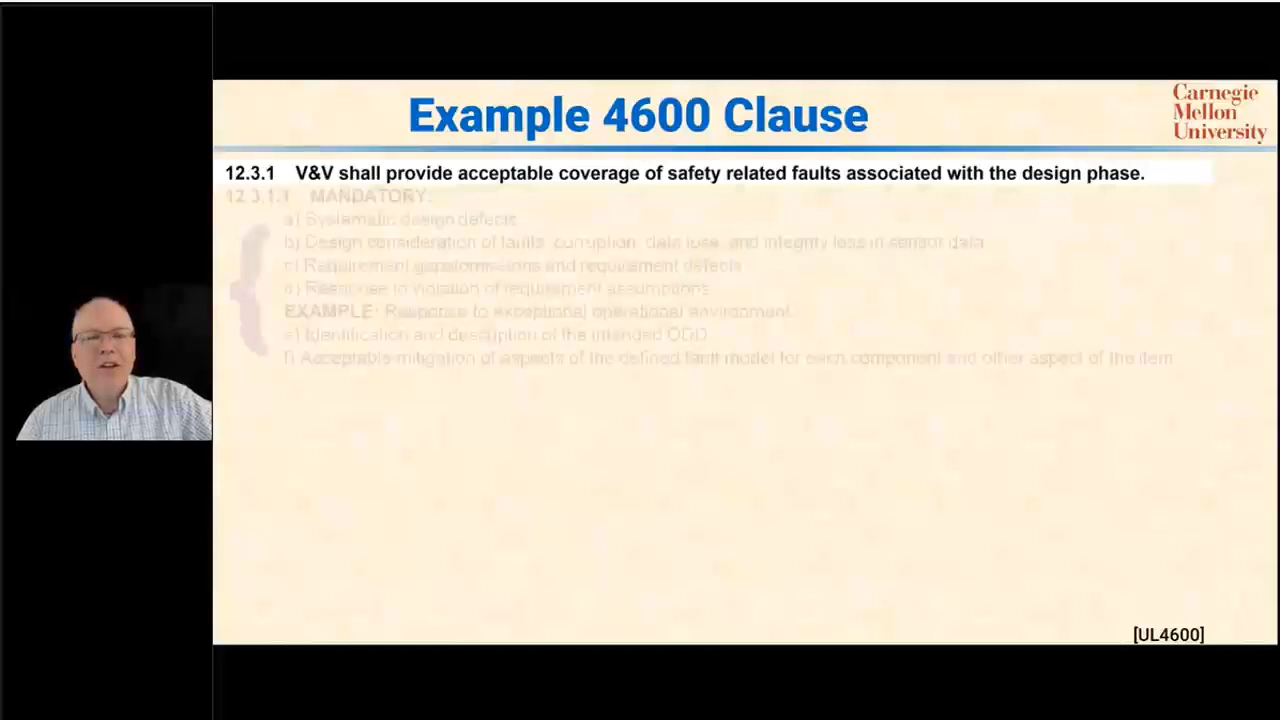 Example 4600 Clause
Carnegie
Mellon
University
12.3.1 V&V shall provide acceptable coverage of safety related faults associated with the design phase.
12.3.1.1 MANDATORY:
a) Systematic design defects
b) Design consideration of faults, corruption, data loss, and integrity loss in sensor data
c) Requirement gaps/omissions and requirement defects
d) Response to violation of requirement assumptions
EXAMPLE: Response to exceptional operational environment
e) Identification and description of the intended ODD
f) Acceptable mitigation of aspects of the defined fault model for each component and other aspect of the item
[UL4600]